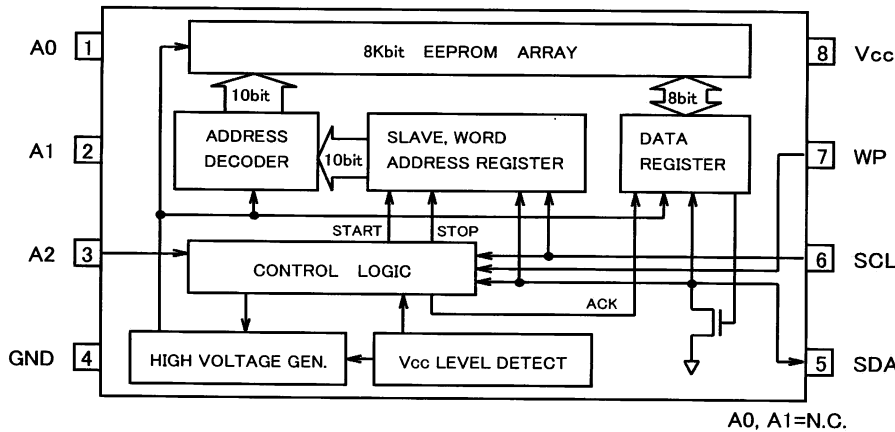 A0 1 8Kbit EEPROM ARRAY 8 Vcc
10bit 8bit
A1 2 ADDRESS DECODER 10bit SLAVE, WORD ADDRESS REGISTER DATA REGISTER 7 WP
START STOP
A2 3 CONTROL LOGIC 6 SCL
ACK
GND 4 HIGH VOLTAGE GEN. Vcc LEVEL DETECT 5 SDA
A0, A1=N.C.